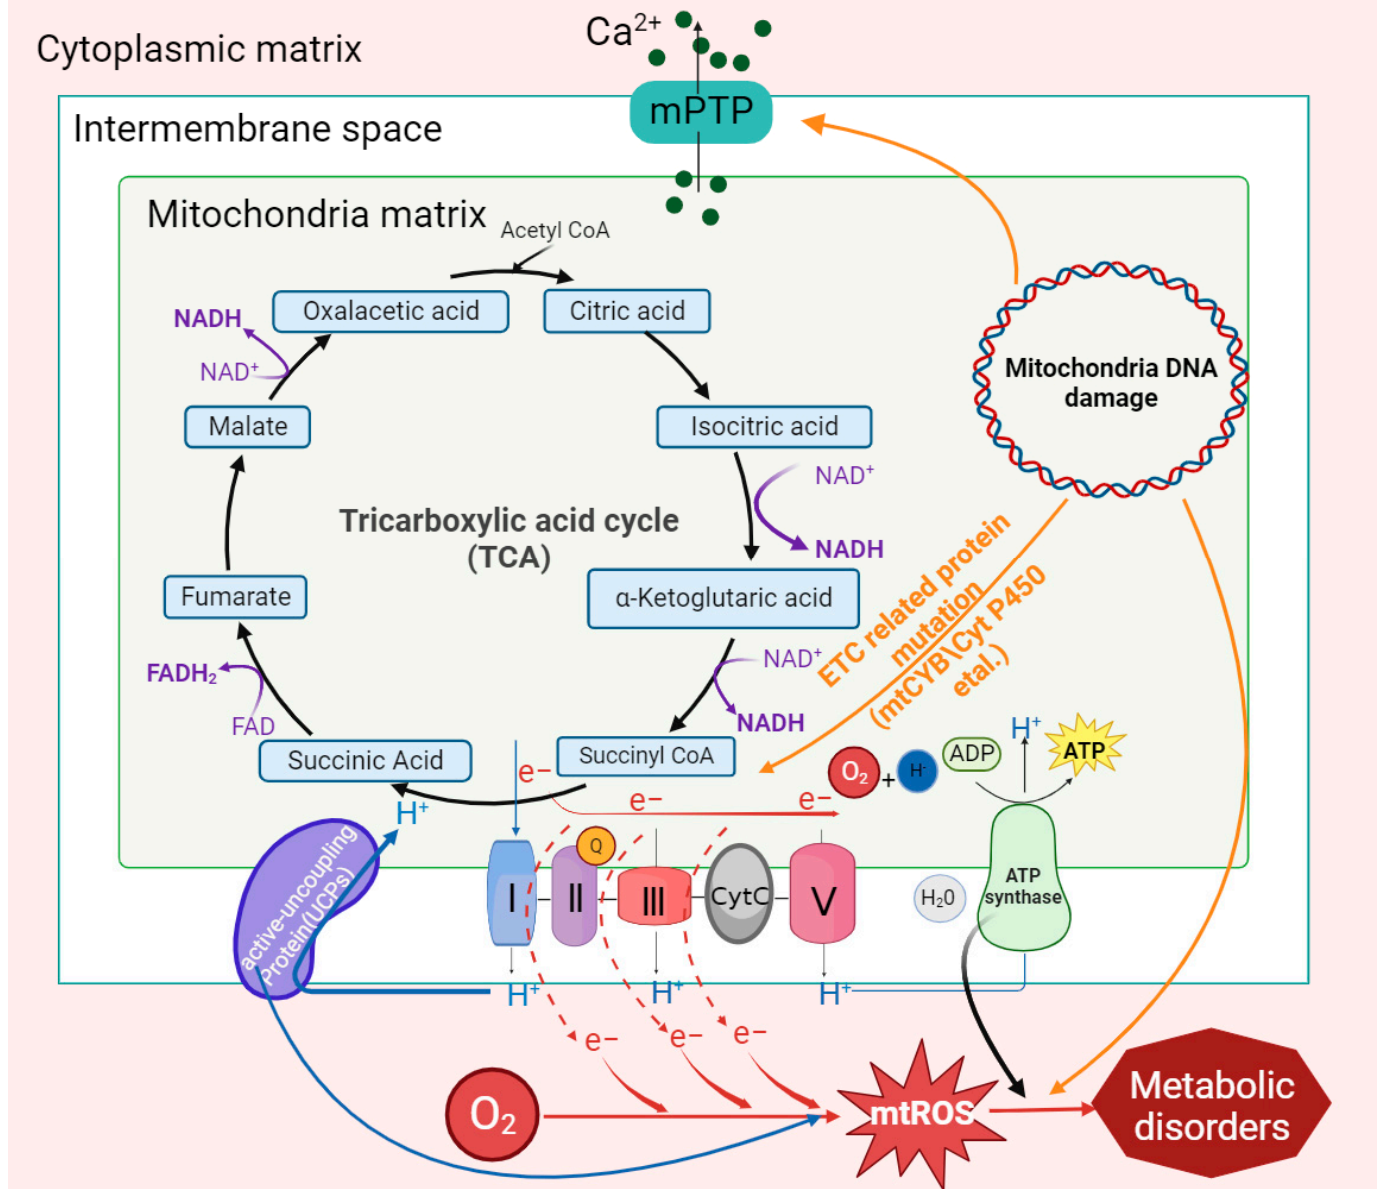 Cytoplasmic matrix
Ca²⁺
mPTP
Intermembrane space
Mitochondria matrix
Acetyl CoA
Oxalacetic acid
Citric acid
NADH
NAD⁺
Malate
Isocitric acid
NAD⁺
NADH
Mitochondria DNA
damage
Tricarboxylic acid cycle
(TCA)
Fumarate
α-Ketoglutaric acid
ETC related protein
mutation
(mtCYB\Cyt P450
etal.)
FADH₂
FAD
NAD⁺
NADH
Succinic Acid
Succinyl CoA
e−
e−
e−
O₂
+
H⁻
ADP
H⁺
ATP
H⁺
active-uncoupling
Protein(UCPs)
I
II
Q
III
CytC
V
H₂0
ATP
synthase
H⁺
H⁺
H⁺
e−
e−
e−
O₂
mtROS
Metabolic
disorders